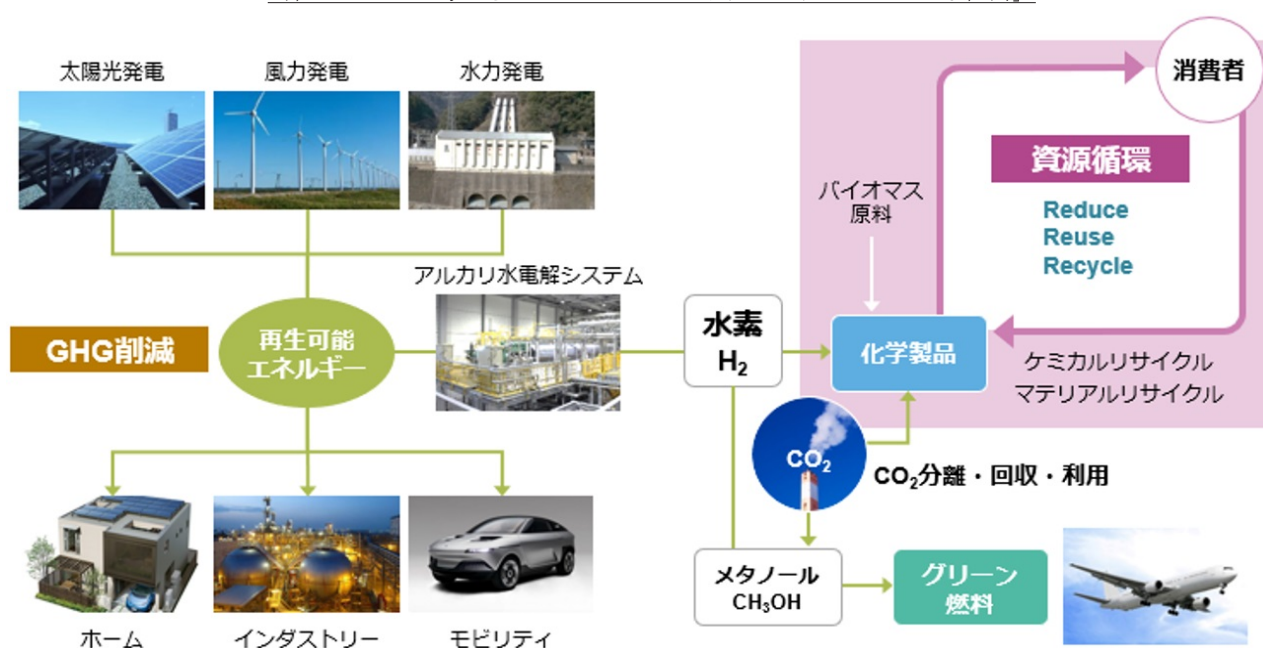 太陽光発電
風力発電
水力発電
消費者
資源循環
バイオマス
原料
Reduce
Reuse
Recycle
アルカリ水電解システム
GHG削減
再生可能
エネルギー
水素
H₂
化学製品
ケミカルリサイクル
マテリアルリサイクル
CO₂
CO₂分離・回収・利用
メタノール
CH₃OH
グリーン
燃料
ホーム
インダストリー
モビリティ